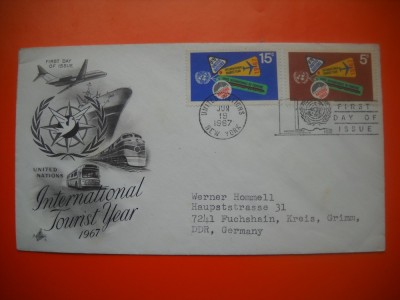 FIRST DAY
OF ISSUE
UNITED
NATIONS
International
Tourist Year
1967
15c
5c
UNITED NATIONS
JUN
19
1967
NEW YORK
FIRST
DAY OF
ISSUE
Werner Hommell
Hauptstrasse 31
7241 Fuchshain, Kreis, Grimm,
DDR, Germany